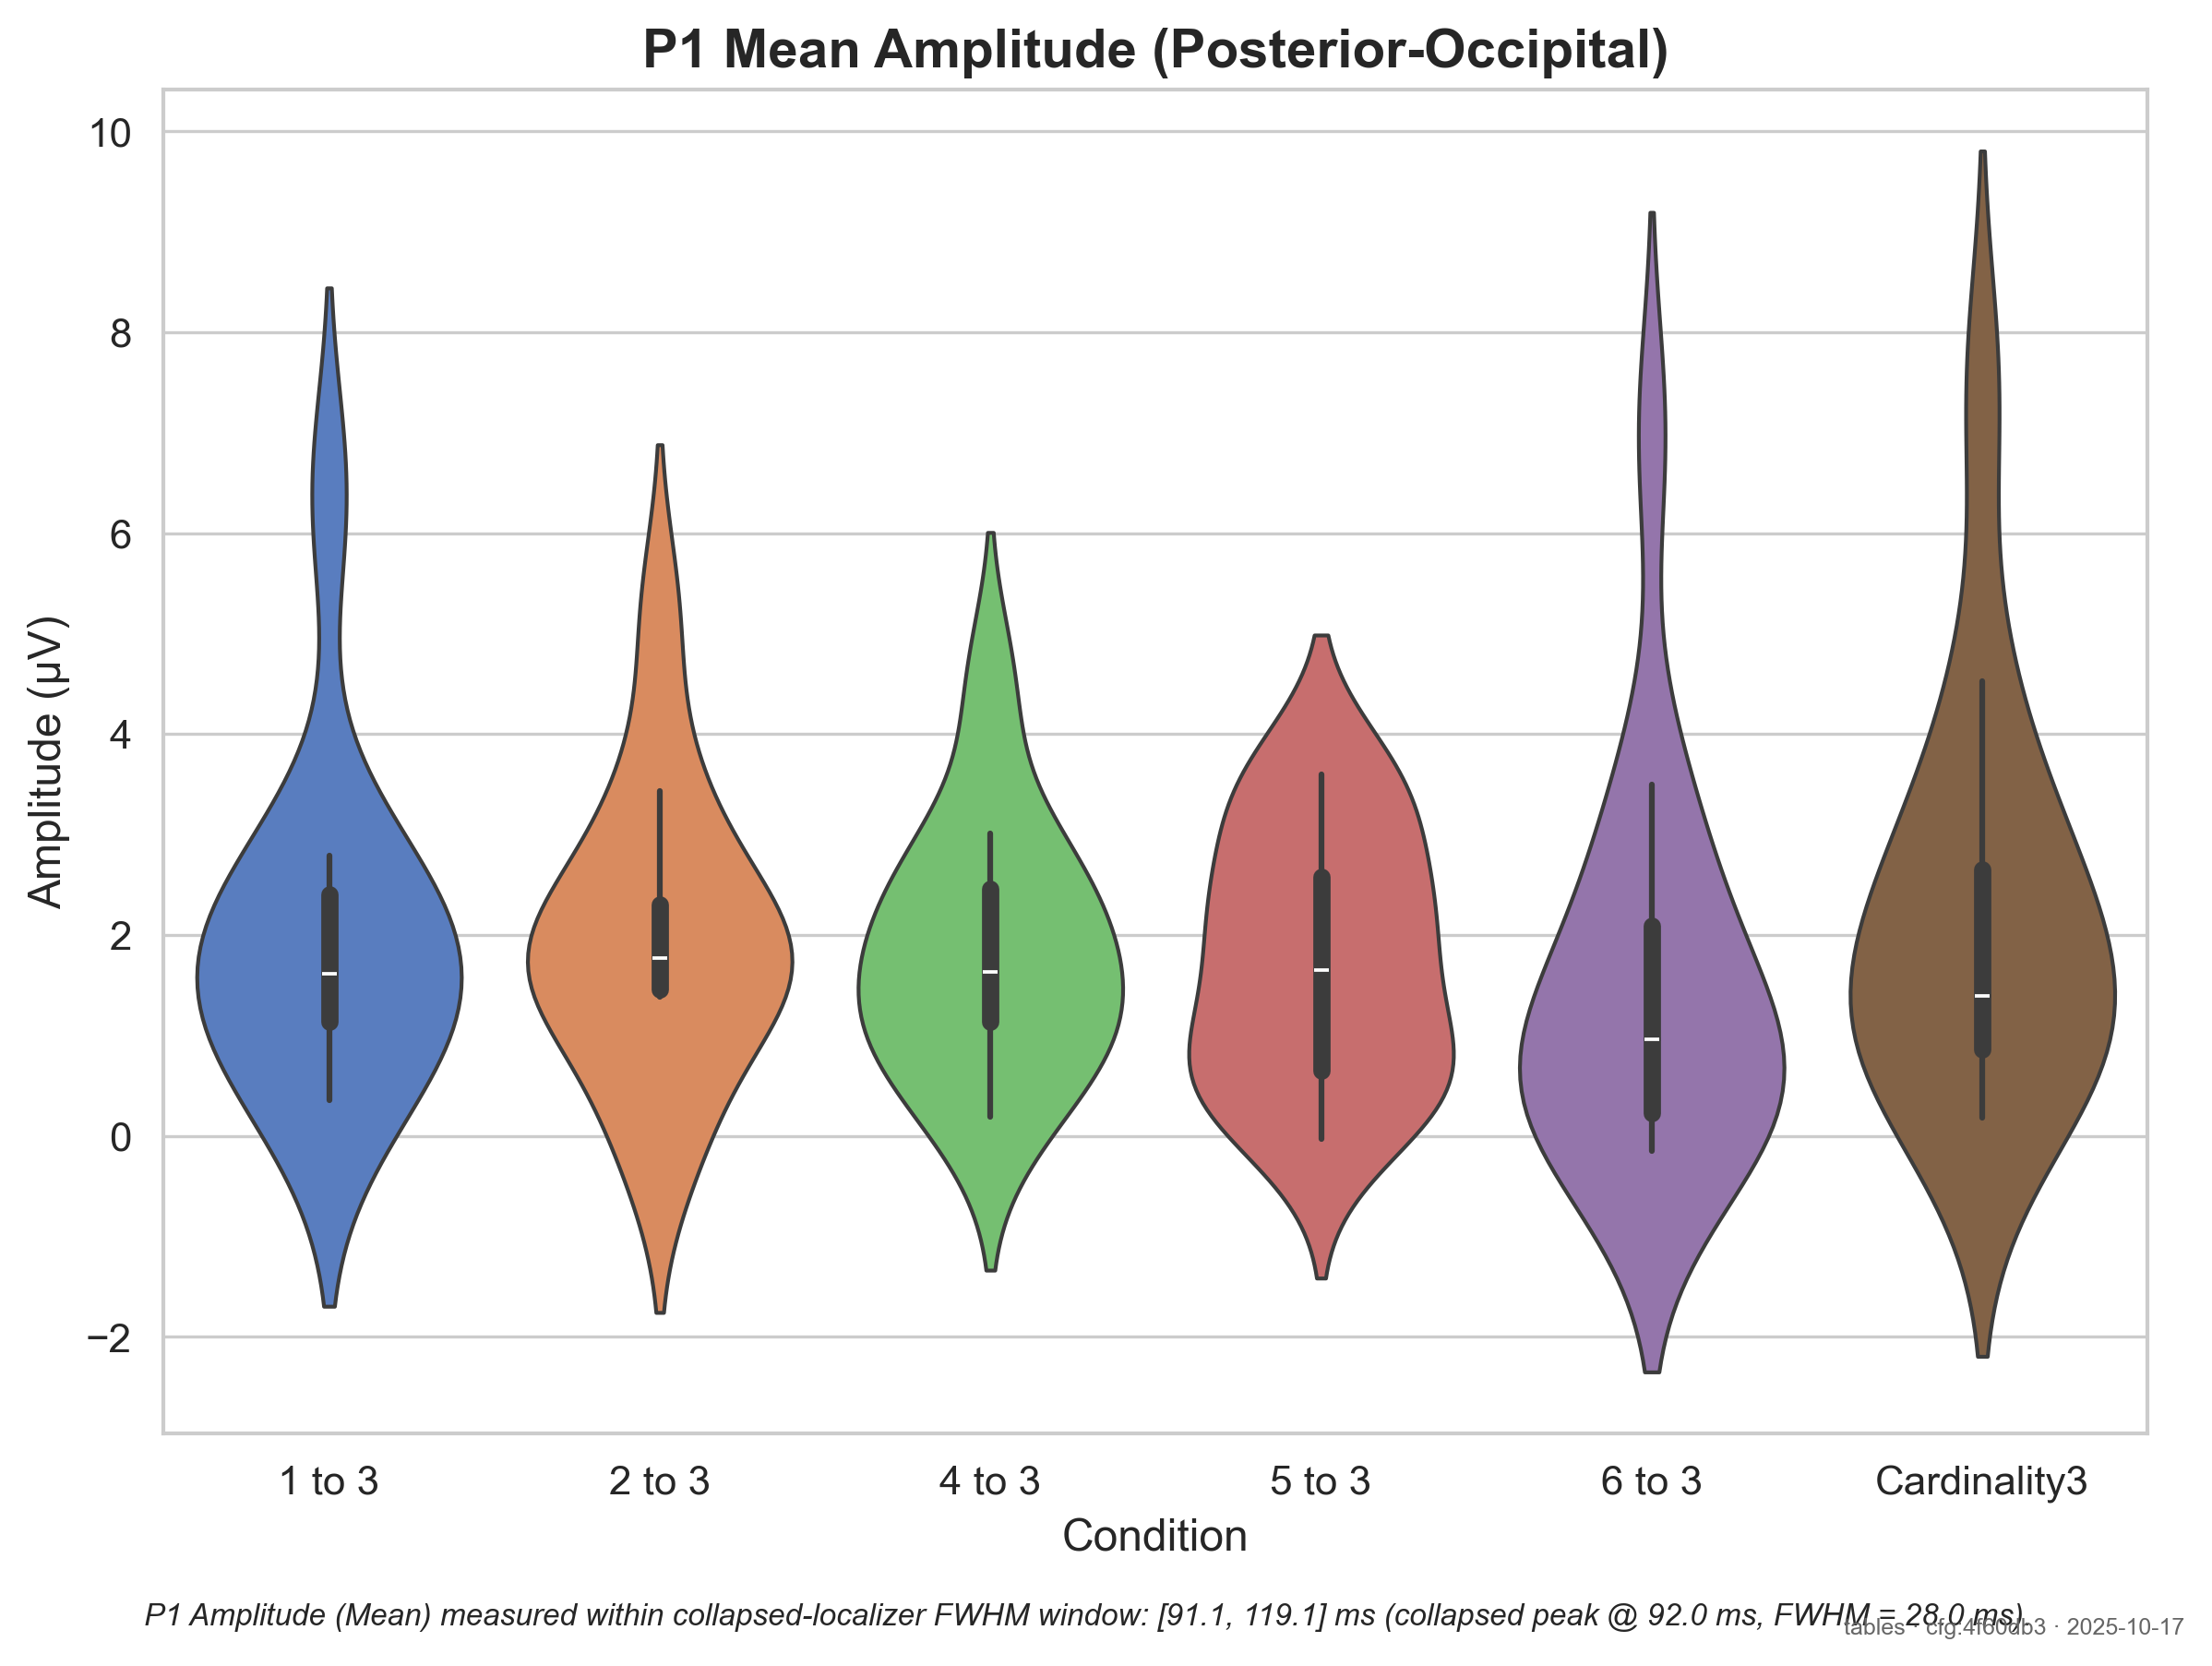 P1 Mean Amplitude (Posterior-Occipital)
10
8
6
4
2
0
−2
Amplitude (μV)
1 to 3
2 to 3
4 to 3
5 to 3
6 to 3
Cardinality3
Condition
P1 Amplitude (Mean) measured within collapsed-localizer FWHM window: [91.1, 119.1] ms (collapsed peak @ 92.0 ms, FWHM = 28.0 ms).
tables · cfg:4f60db3 · 2025-10-17